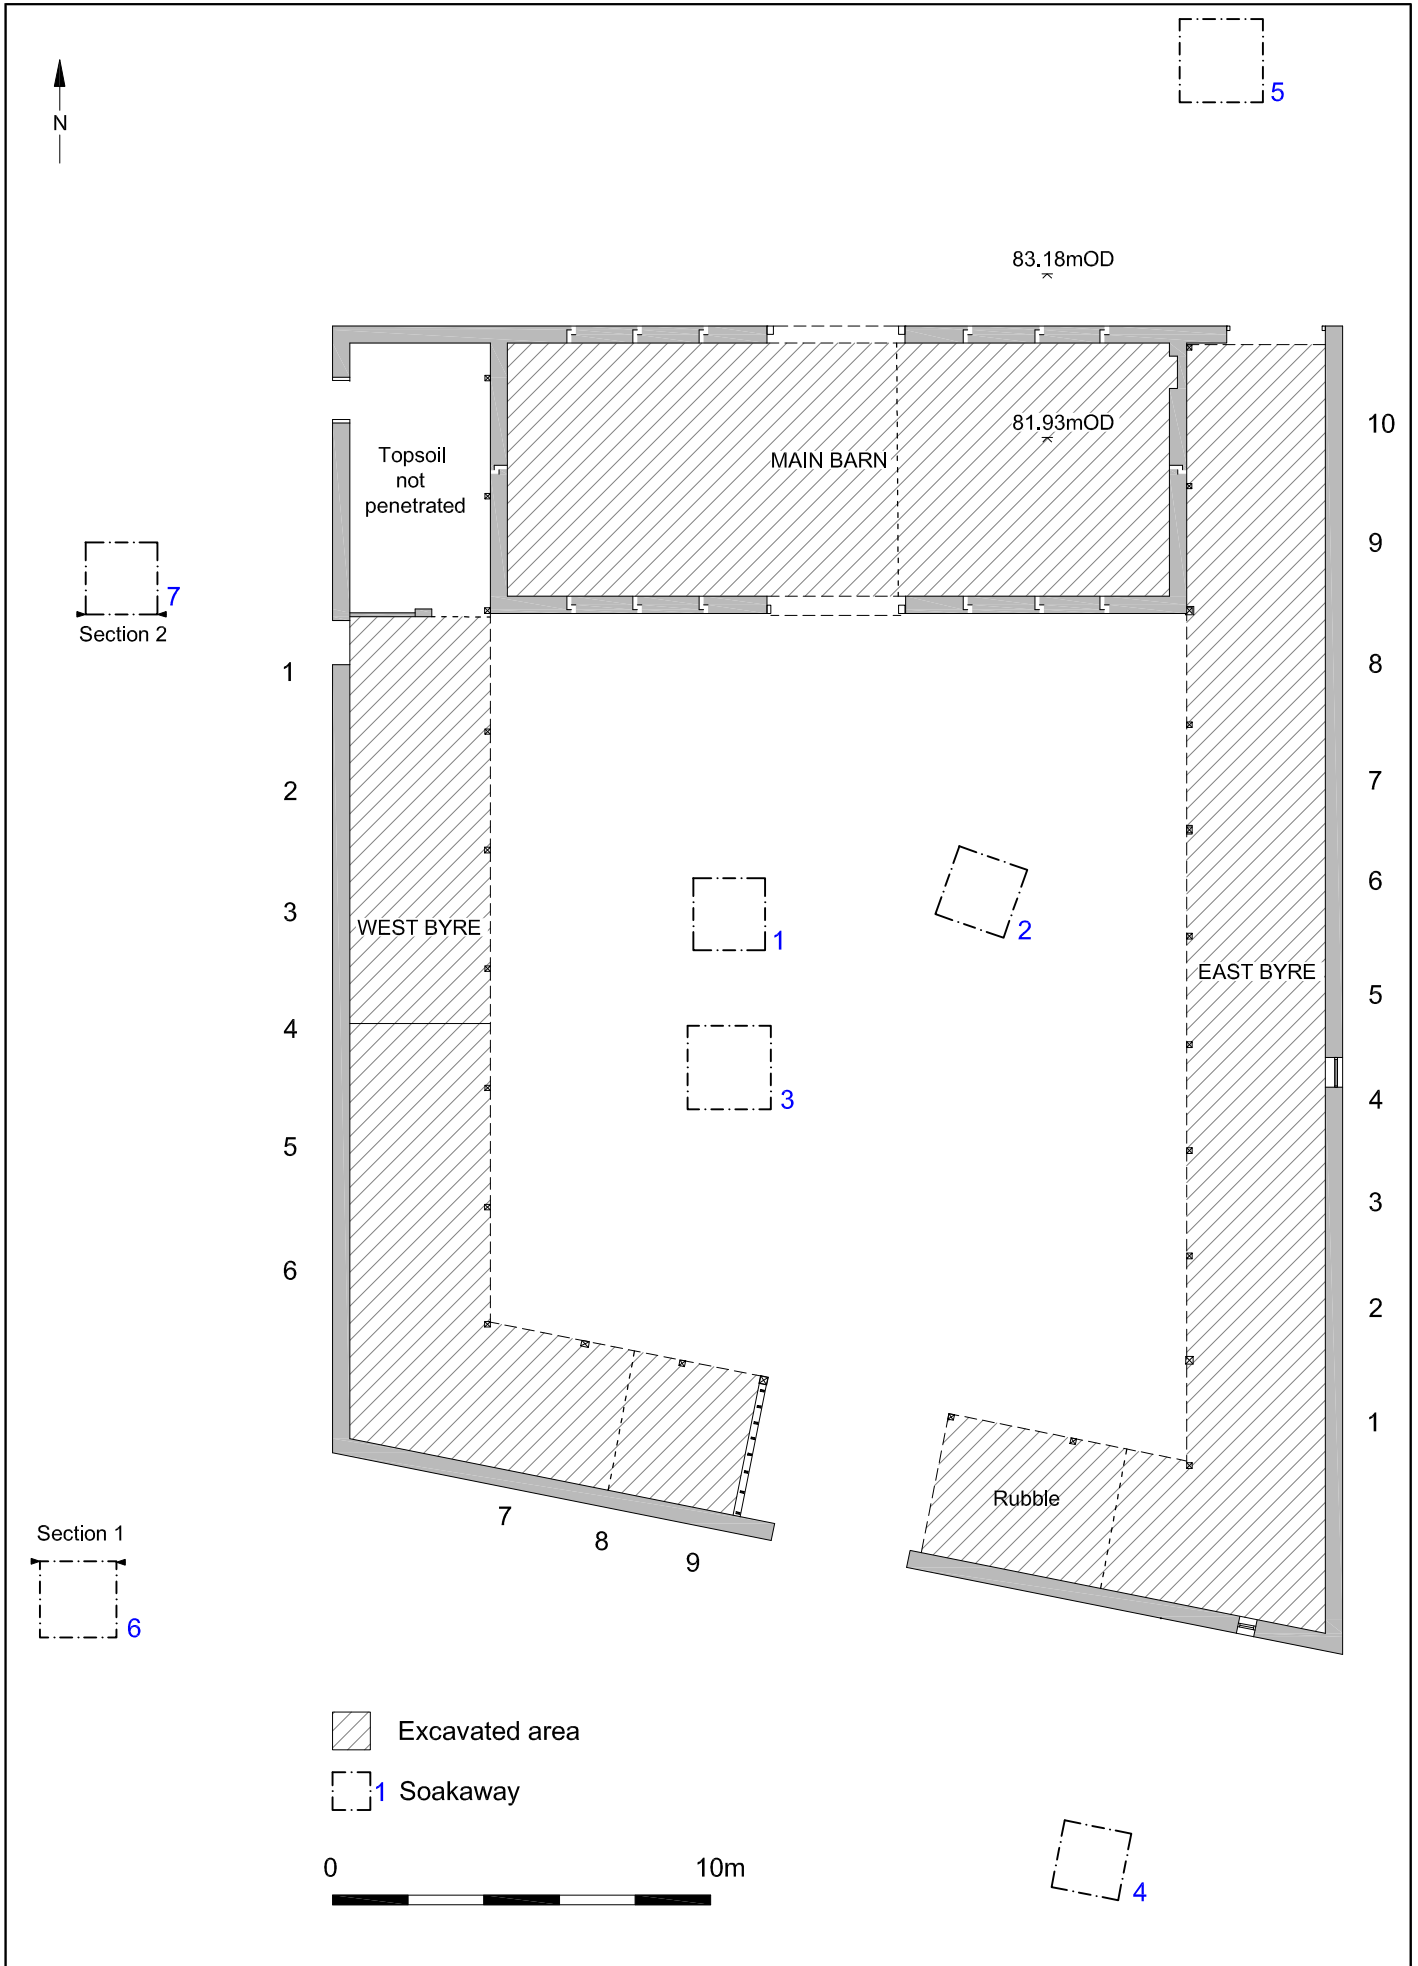 5
N
83.18mOD
81.93mOD
10
MAIN BARN
Topsoil
not
penetrated
9
7
Section 2
8
1
7
2
6
3
WEST BYRE
1
2
EAST BYRE
5
4
3
4
5
3
6
2
1
Rubble
7
8
9
Section 1
6
Excavated area
1 Soakaway
0 10m
4